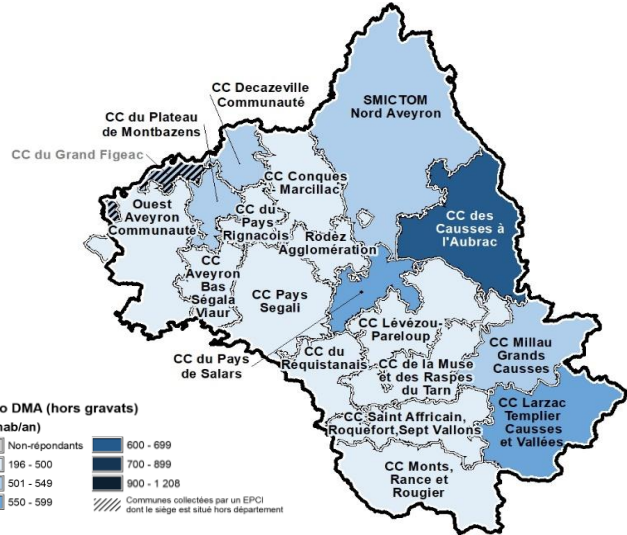 CC Decazeville
Communauté
SMICTOM
Nord Aveyron
CC du Plateau
de Montbazens
CC du Grand Figeac
CC Conques
Marcillac
Ouest
Aveyron
Communauté
CC du
Pays
Rignacois
Rodez
Agglomération
CC des
Causses à
l'Aubrac
CC
Aveyron
Bas
Ségala
Viaur
CC Pays
Segali
CC Lévézou-
Pareloup
CC Millau
Grands
Causses
CC du Pays
de Salars
CC du
Réquistanais
CC de la Muse
et des Raspes
du Tarn
CC Larzac
Templier
Causses
et Vallées
CC Saint Affricain,
Roquefort,Sept Vallons
CC Monts,
Rance et
Rougier
DMA (hors gravats)
hab/an)
Non-répondants
196 - 500
501 - 549
550 - 599
600 - 699
700 - 899
900 - 1 208
Communes collectées par un EPCI
dont le siège est situé hors département